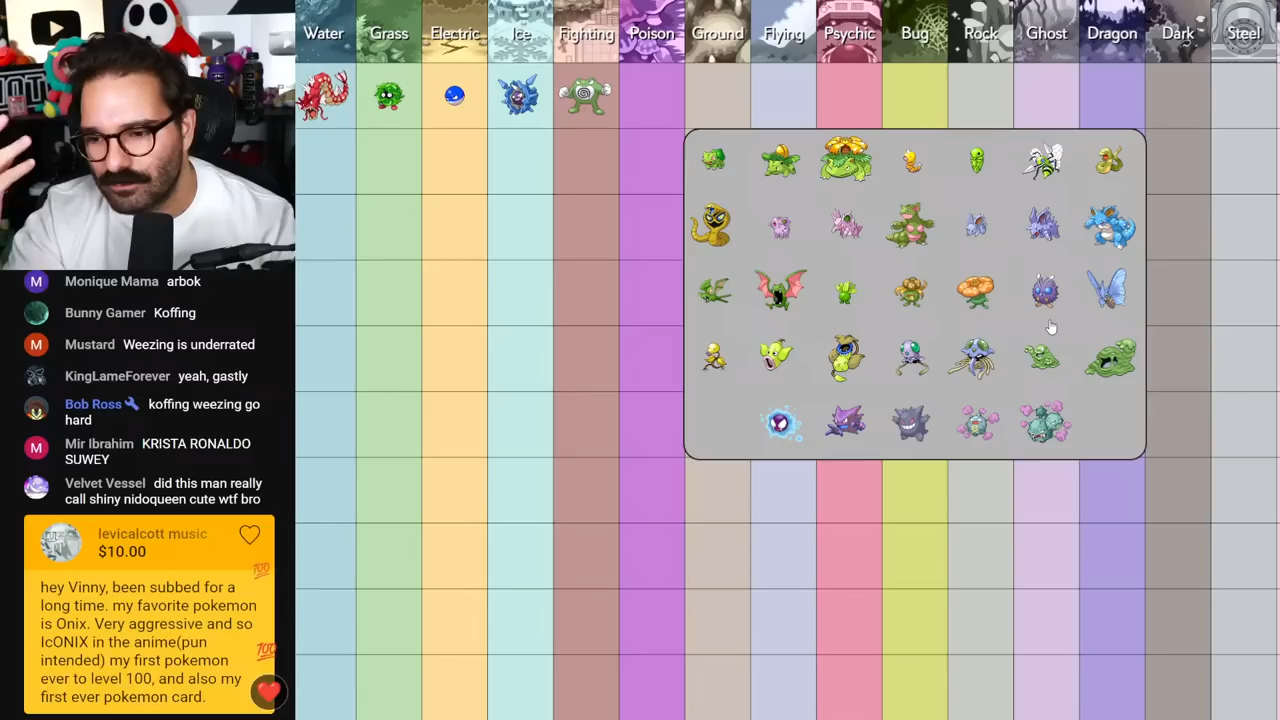 Water Grass Electric Ice Fighting Poison Ground Flying Psychic Bug Rock Ghost Dragon Dark Steel
M Monique Mama arbok
Bunny Gamer Koffing
Mustard Weezing is underrated
KingLameForever yeah, gastly
Bob Ross koffing weezing go
hard
M Mir Ibrahim KRISTA RONALDO
SUWEY
Velvet Vessel did this man really
call shiny nidoqueen cute wtf bro
levicalcott music
$10.00
100
hey Vinny, been subbed for a
long time. my favorite pokemon
is Onix. Very aggressive and so
IcONIX in the anime(pun
intended) my first pokemon
ever to level 100, and also my
first ever pokemon card.
100